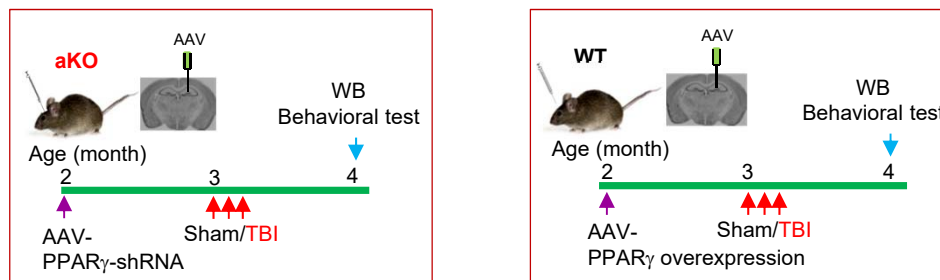 AAV
aKO
WB
Behavioral test
Age (month)
2 3 4
AAV-
PPARγ-shRNA
Sham/TBI
AAV
WT
WB
Behavioral test
Age (month)
2 3 4
AAV-
PPARγ overexpression
Sham/TBI